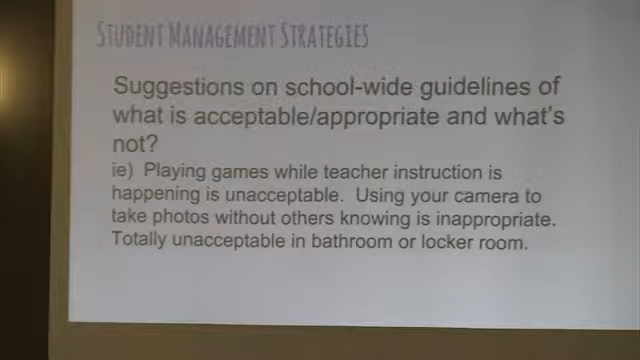 STUDENT MANAGEMENT STRATEGIES
Suggestions on school-wide guidelines of
what is acceptable/appropriate and what's
not?
ie) Playing games while teacher instruction is
happening is unacceptable. Using your camera to
take photos without others knowing is inappropriate.
Totally unacceptable in bathroom or locker room.